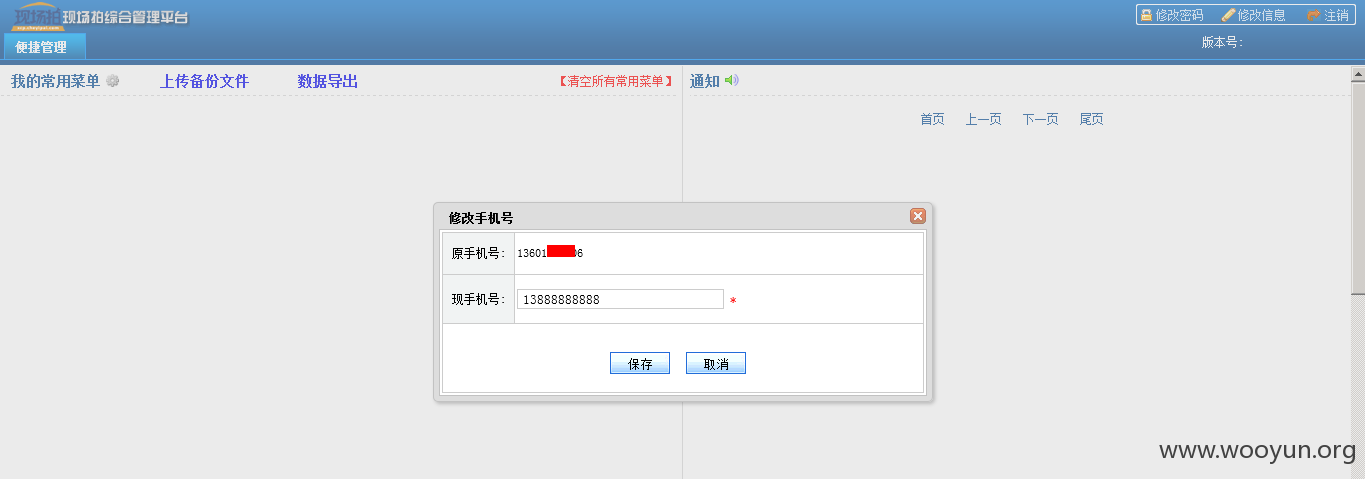 现场拍 现场拍综合管理平台
修改密码 修改信息 注销
便捷管理
版本号:
我的常用菜单 上传备份文件 数据导出 【清空所有常用菜单】 通知
首页 上一页 下一页 尾页
修改手机号
原手机号: 13601 06
现手机号: 13888888888 *
保存 取消
www.wooyun.org